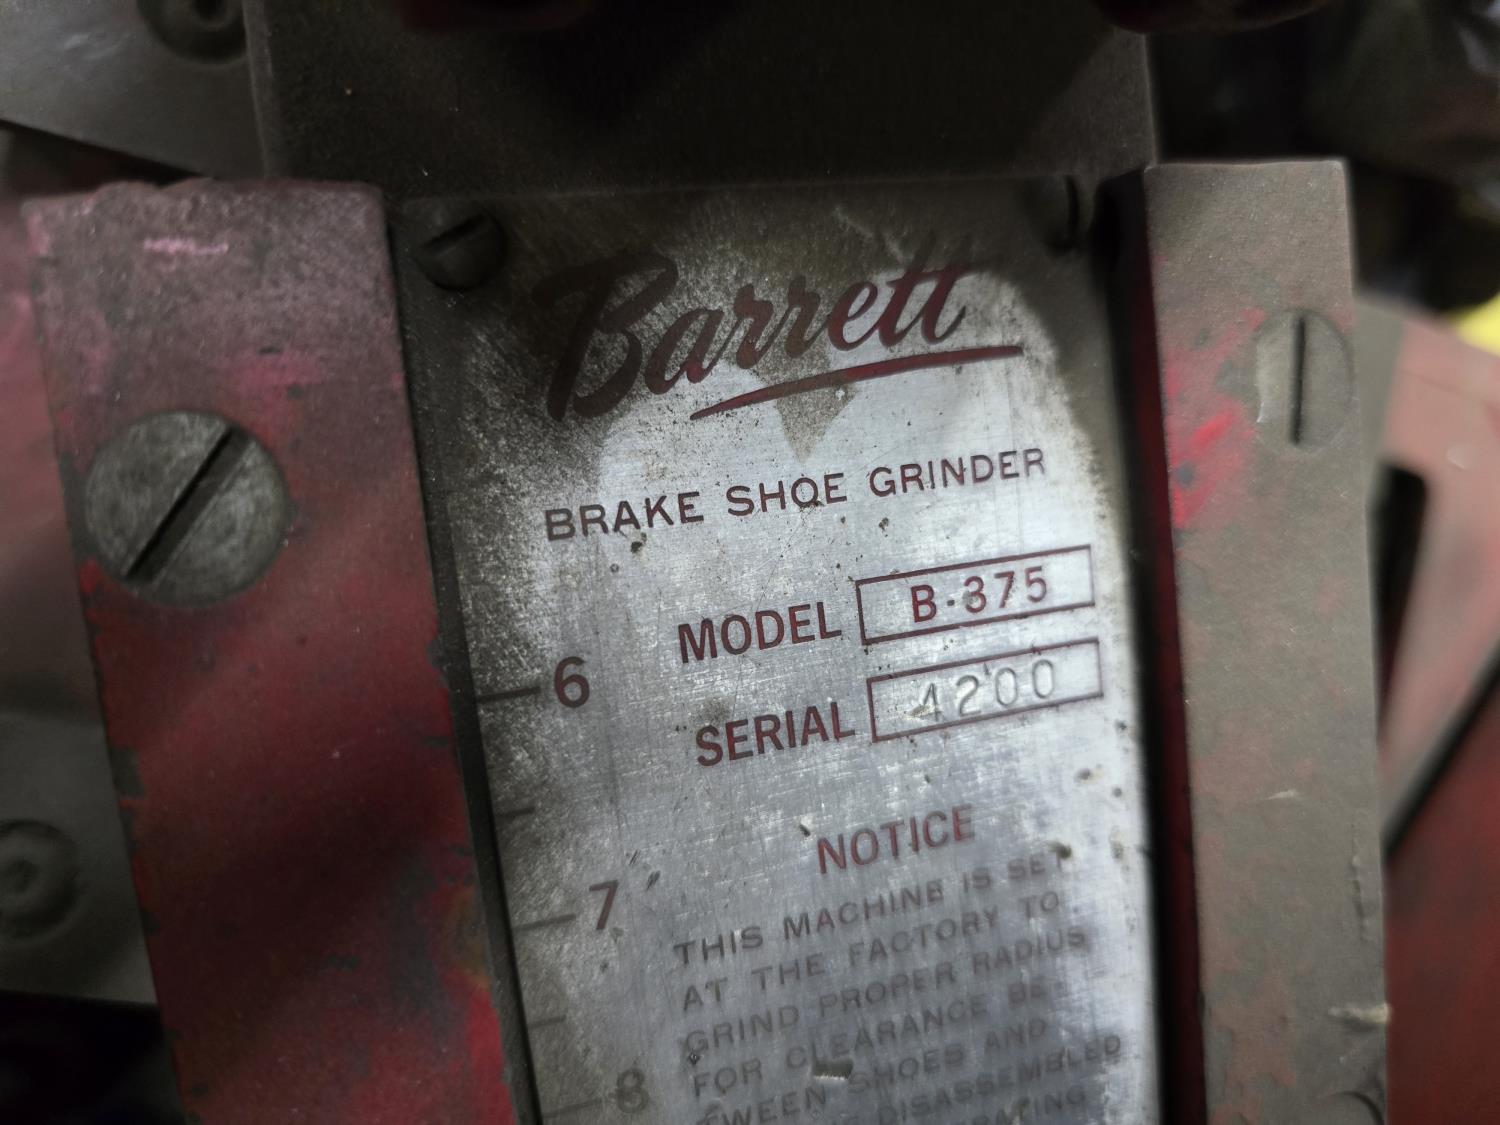 Barrett
BRAKE SHOE GRINDER
MODEL B-375
SERIAL 4200
6
NOTICE
7
THIS MACHINE IS SET
AT THE FACTORY TO
GRIND PROPER RADIUS
FOR CLEARANCE BE-
TWEEN SHOES AND
8
DISASSEMBLED